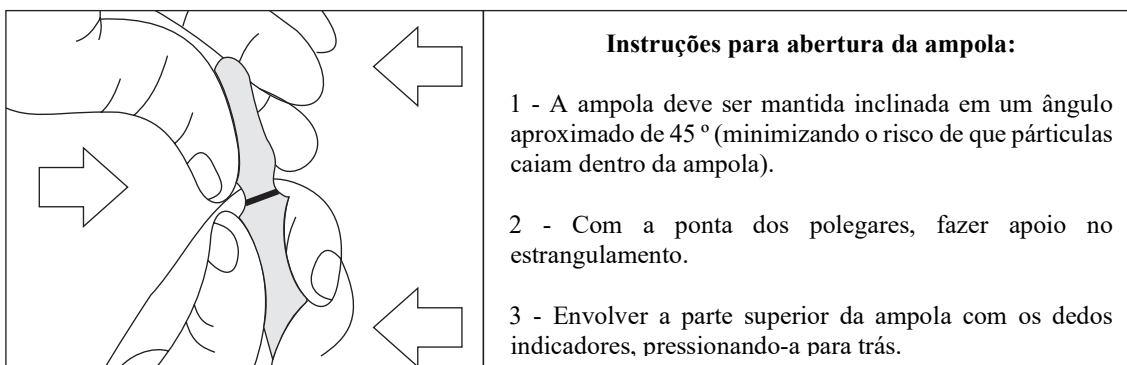 Instruções para abertura da ampola:
1 - A ampola deve ser mantida inclinada em um ângulo
aproximado de 45 º (minimizando o risco de que párticulas
caiam dentro da ampola).
2 - Com a ponta dos polegares, fazer apoio no
estrangulamento.
3 - Envolver a parte superior da ampola com os dedos
indicadores, pressionando-a para trás.